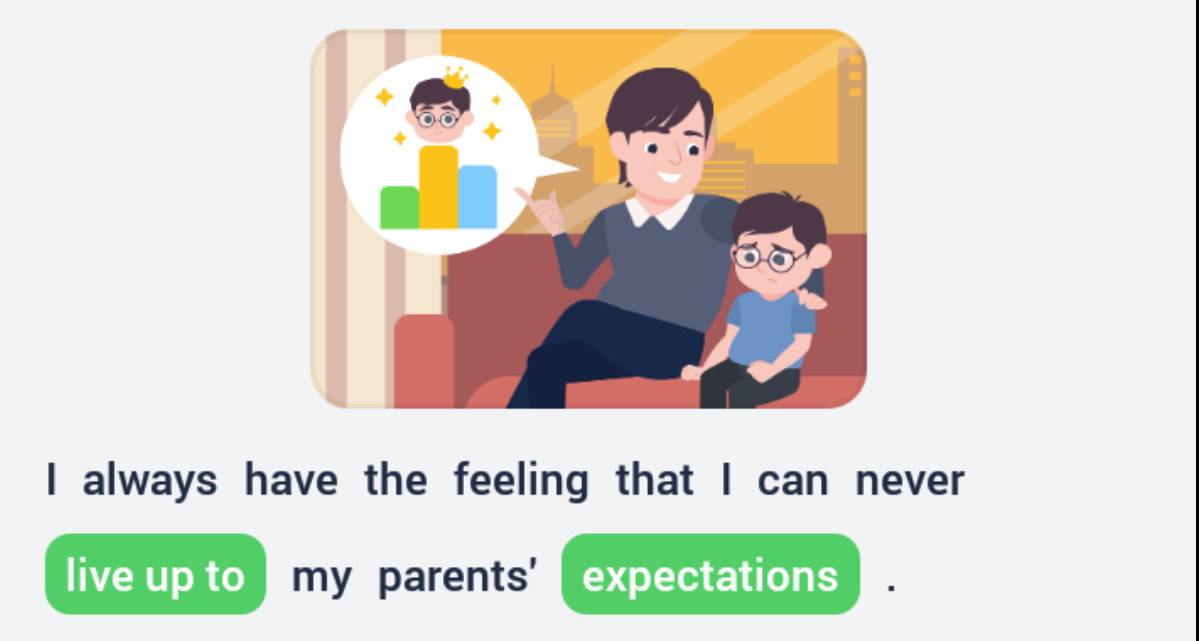 I always have the feeling that I can never
live up to my parents' expectations .